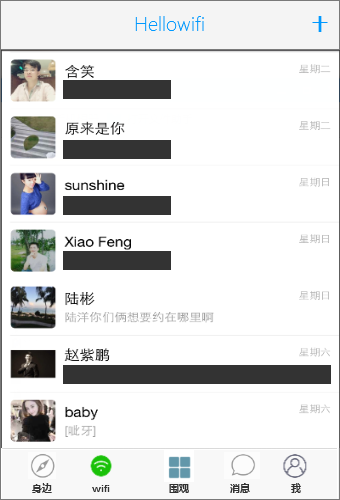 Hellowifi
含笑 星期二
原来是你 星期二
sunshine 星期日
Xiao Feng 星期日
陆彬 星期日
陆洋你们俩想要约在哪里啊
赵紫鹏 星期六
baby 星期六
[呲牙]
身边 wifi 围观 消息 我